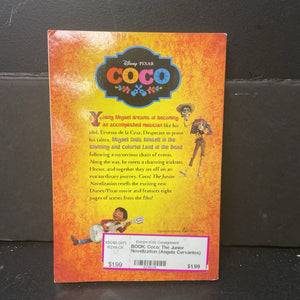 Disney • PIXAR
COCO
Young Miguel dreams of becoming
an accomplished musician like his
idol, Ernesto de la Cruz. Desperate to prove
his talent, Miguel finds himself in the
stunning and colorful Land of the Dead
following a mysterious chain of events.
Along the way, he meets a charming trickster,
Héctor, and together they set off on an
extraordinary journey. Coco: The Junior
Novelization retells the exciting new
Disney/Pixar movie and features eight
pages of scenes from the film!
$1.99
BOOK: Coco: The Junior
Novelization (Angela Cervantes)
$1.99